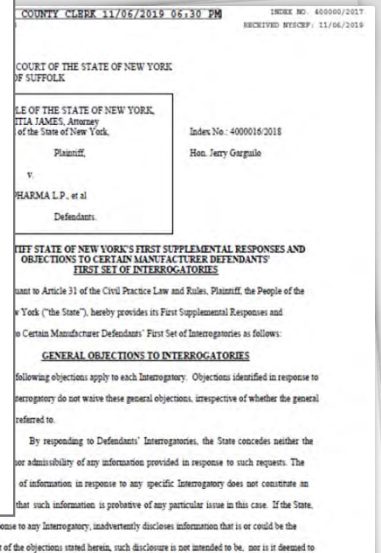 COUNTY CLERK 11/06/2019 06:30 PM
INDEX NO. 400000/2017
RECEIVED NYSCEF: 11/06/2019
COURT OF THE STATE OF NEW YORK
OF SUFFOLK
LE OF THE STATE OF NEW YORK,
ITIA JAMES, Attorney
of the State of New York,
Plaintiff,
v.
PHARMA L.P., et al
Defendants.
Index No.: 4000016/2018
Hon. Jerry Garguilo
TIFF STATE OF NEW YORK'S FIRST SUPPLEMENTAL RESPONSES AND
OBJECTIONS TO CERTAIN MANUFACTURER DEFENDANTS'
FIRST SET OF INTERROGATORIES
uant to Article 31 of the Civil Practice Law and Rules, Plaintiff, the People of the
w York ("the State"), hereby provides its First Supplemental Responses and
o Certain Manufacturer Defendants' First Set of Interrogatories as follows:
GENERAL OBJECTIONS TO INTERROGATORIES
following objections apply to each Interrogatory. Objections identified in response to
nterrogatory do not waive these general objections, irrespective of whether the general
referred to.
By responding to Defendants' Interrogatories, the State concedes neither the
nor admissibility of any information provided in response to such requests. The
of information in response to any specific Interrogatory does not constitute an
that such information is probative of any particular issue in this case. If the State,
onse to any Interrogatory, inadvertently discloses information that is or could be the
t of the objections stated herein, such disclosure is not intended to be, nor is it deemed to